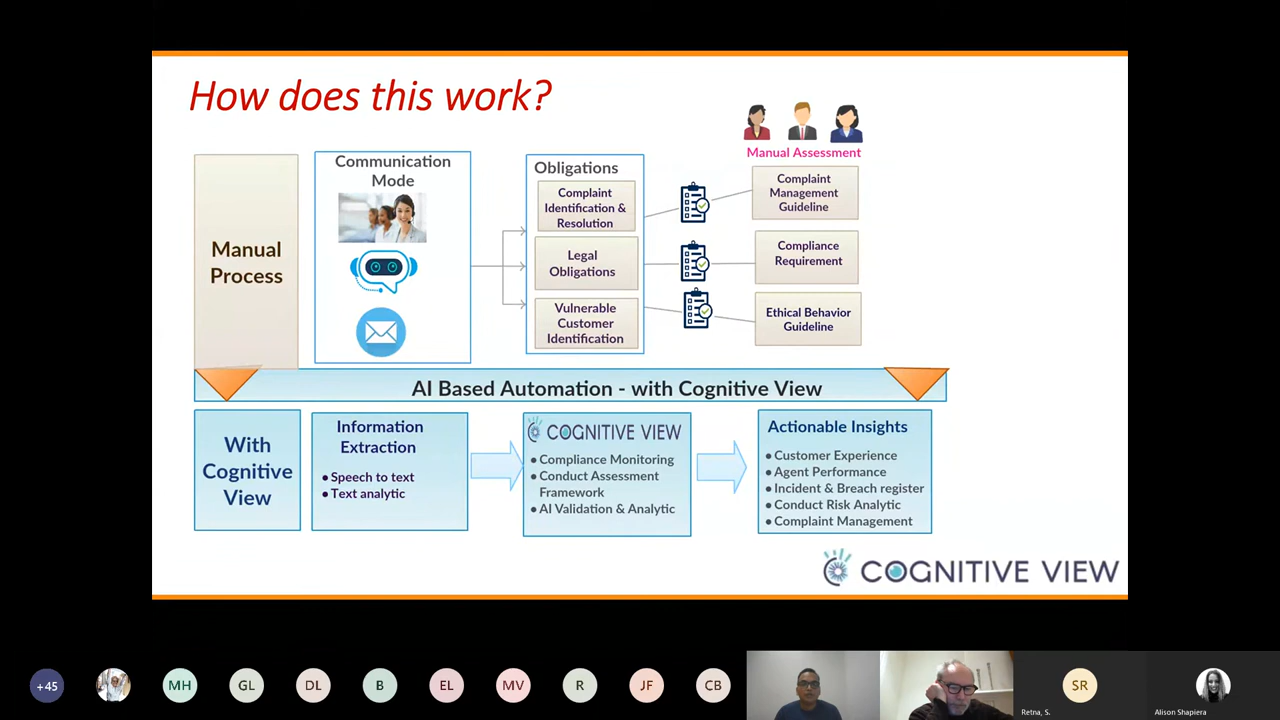 How does this work?
Manual Assessment
Manual
Process
Communication
Mode
Obligations
Complaint
Identification &
Resolution
Legal
Obligations
Vulnerable
Customer
Identification
Complaint
Management
Guideline
Compliance
Requirement
Ethical Behavior
Guideline
AI Based Automation - with Cognitive View
With
Cognitive
View
Information
Extraction
● Speech to text
● Text analytic
COGNITIVE VIEW
● Compliance Monitoring
● Conduct Assessment
Framework
● AI Validation & Analytic
Actionable Insights
● Customer Experience
● Agent Performance
● Incident & Breach register
● Conduct Risk Analytic
● Complaint Management
COGNITIVE VIEW
+45
MH
GL
DL
B
EL
MV
R
JF
CB
SR
Retna, S.
Alison Shapiera